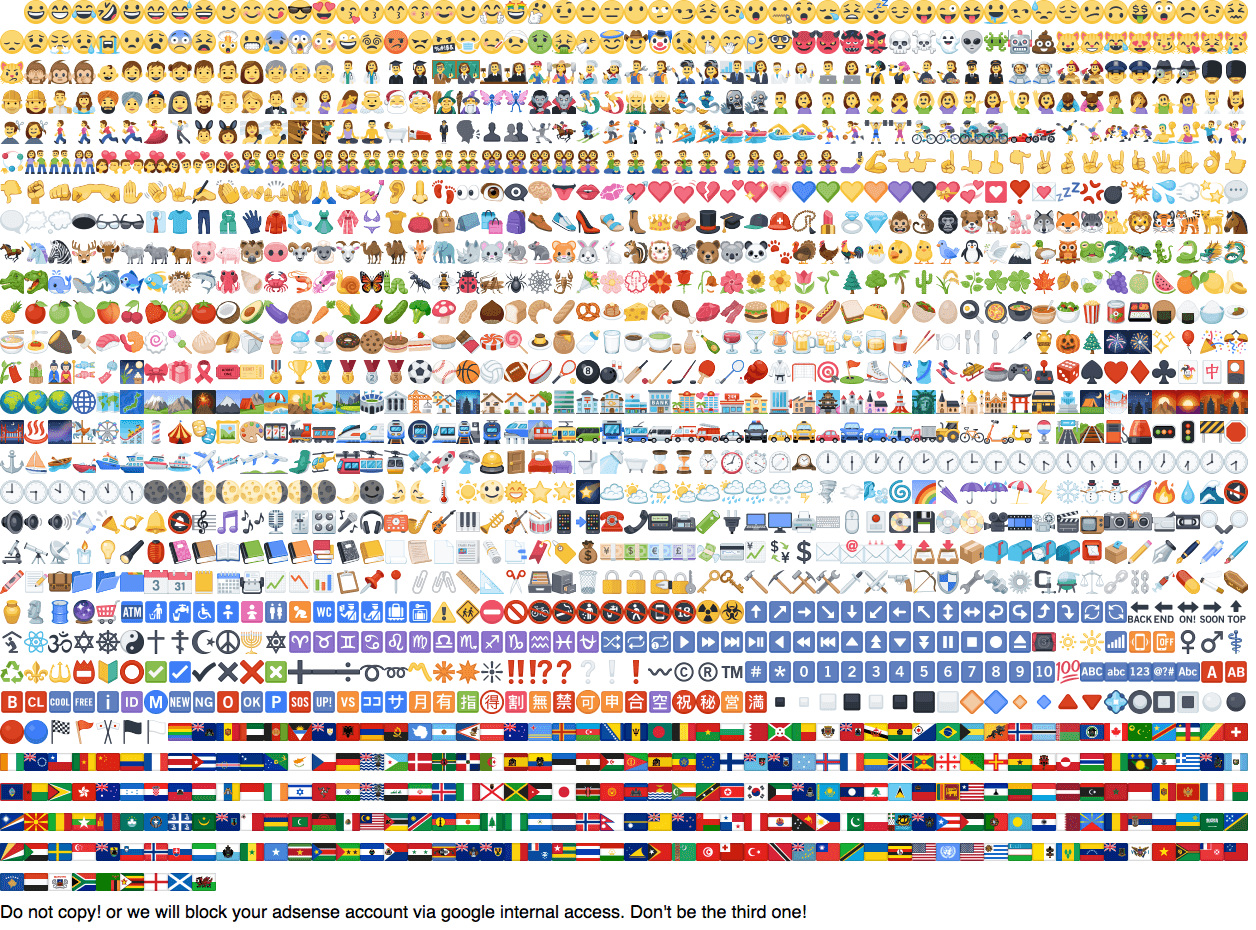 BACK END ON! SOON TOP
ATM WC
# * 0 1 2 3 4 5 6 7 8 9 10 100 ABC abc 123 @?# Abc A AB
B CL COOL FREE i ID M NEW NG O OK P SOS UP! VS ココ サ 月 有 指 得 割 無 禁 可 申 合 空 祝 秘 営 満
Do not copy! or we will block your adsense account via google internal access. Don't be the third one!